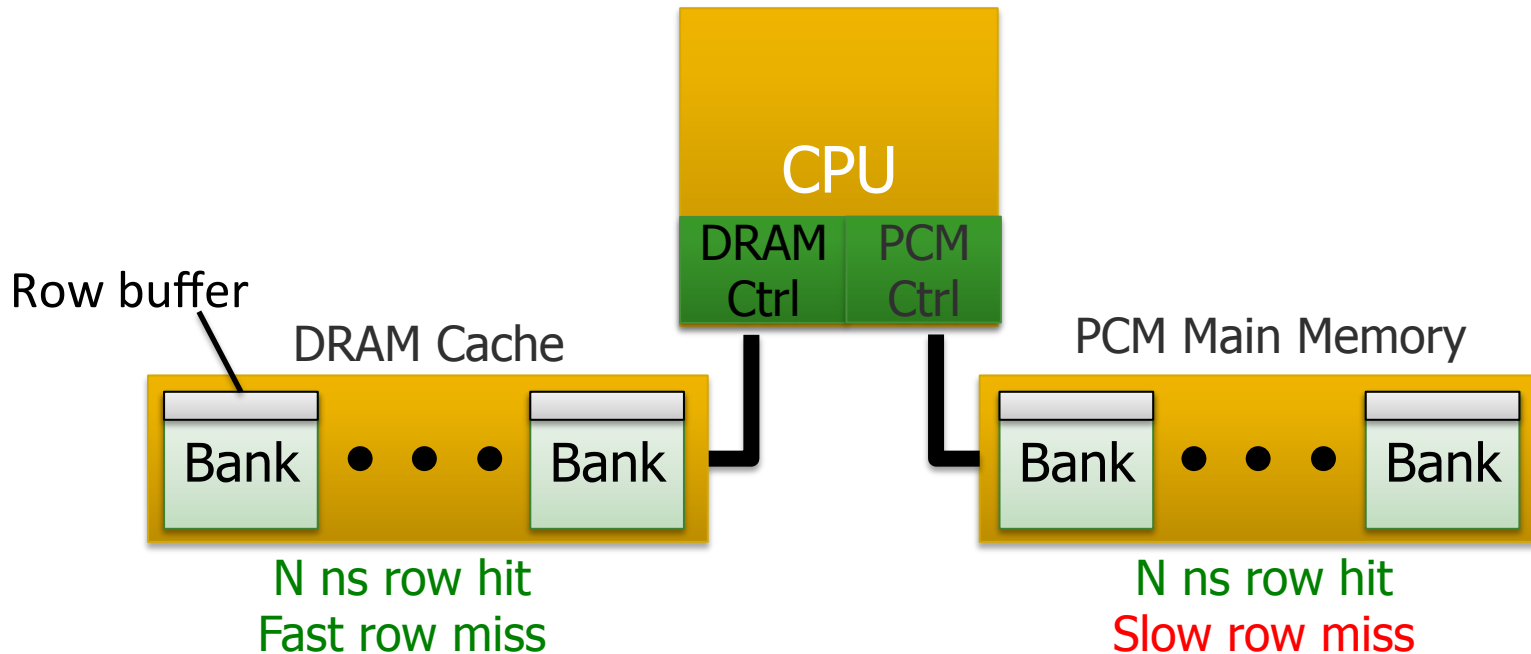 CPU
DRAM
Ctrl
PCM
Ctrl
Row buffer
DRAM Cache
PCM Main Memory
Bank • • • Bank
Bank • • • Bank
N ns row hit
Fast row miss
N ns row hit
Slow row miss